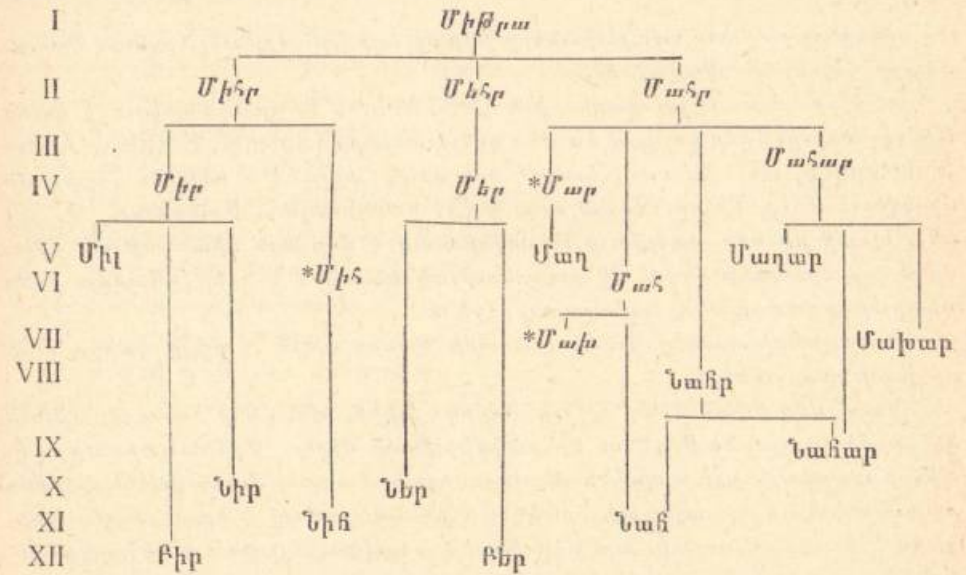 I Միթրա
II Միհր Մեհր Մահր
III Մահար
IV Միր Մեր *Մար
V Միլ Մաղ Մաղար
VI *Միհ Մահ
VII *Մախ Մախար
VIII Նահր
IX Նահար
X Նիր Ներ
XI Նիհ Նահ
XII Բիր Բեր